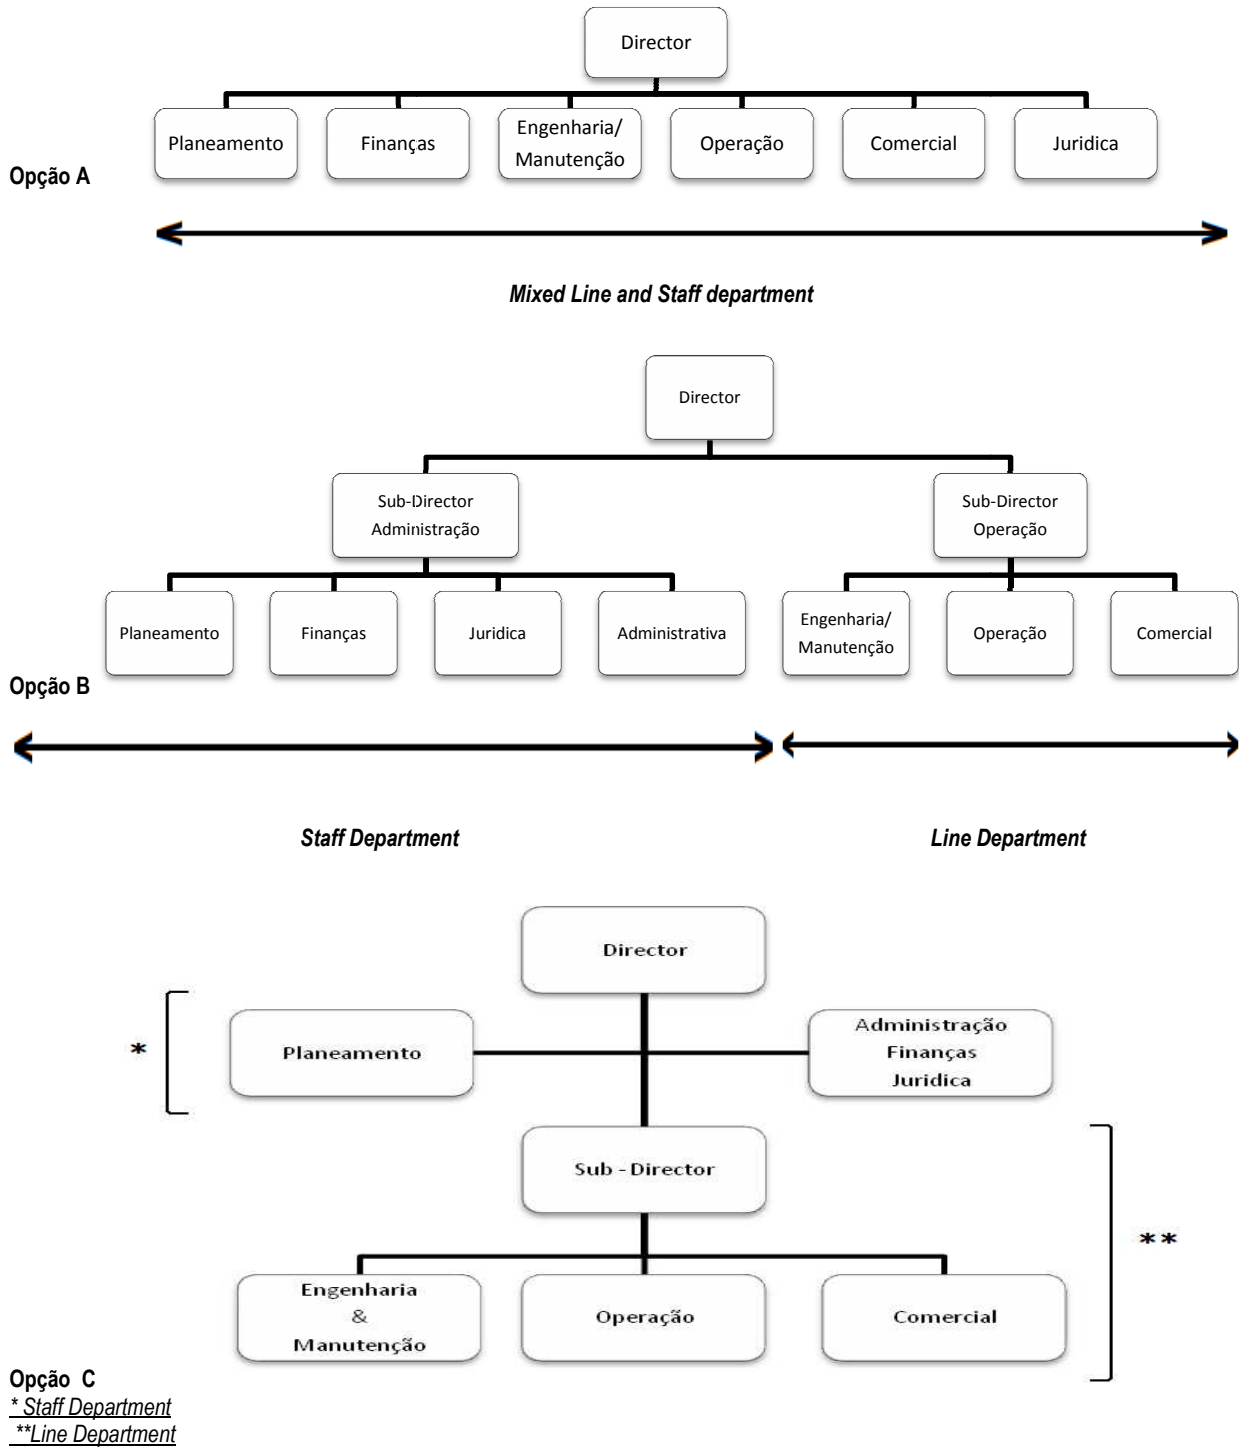 Director
Planeamento
Finanças
Engenharia/
Manutenção
Operação
Comercial
Juridica
Opção A
Mixed Line and Staff department
Director
Sub-Director
Administração
Sub-Director
Operação
Planeamento
Finanças
Juridica
Administrativa
Engenharia/
Manutenção
Operação
Comercial
Opção B
Staff Department
Line Department
Director
*
Planeamento
Administração
Finanças
Juridica
Sub - Director
**
Engenharia
&
Manutenção
Operação
Comercial
Opção C
* Staff Department
**Line Department